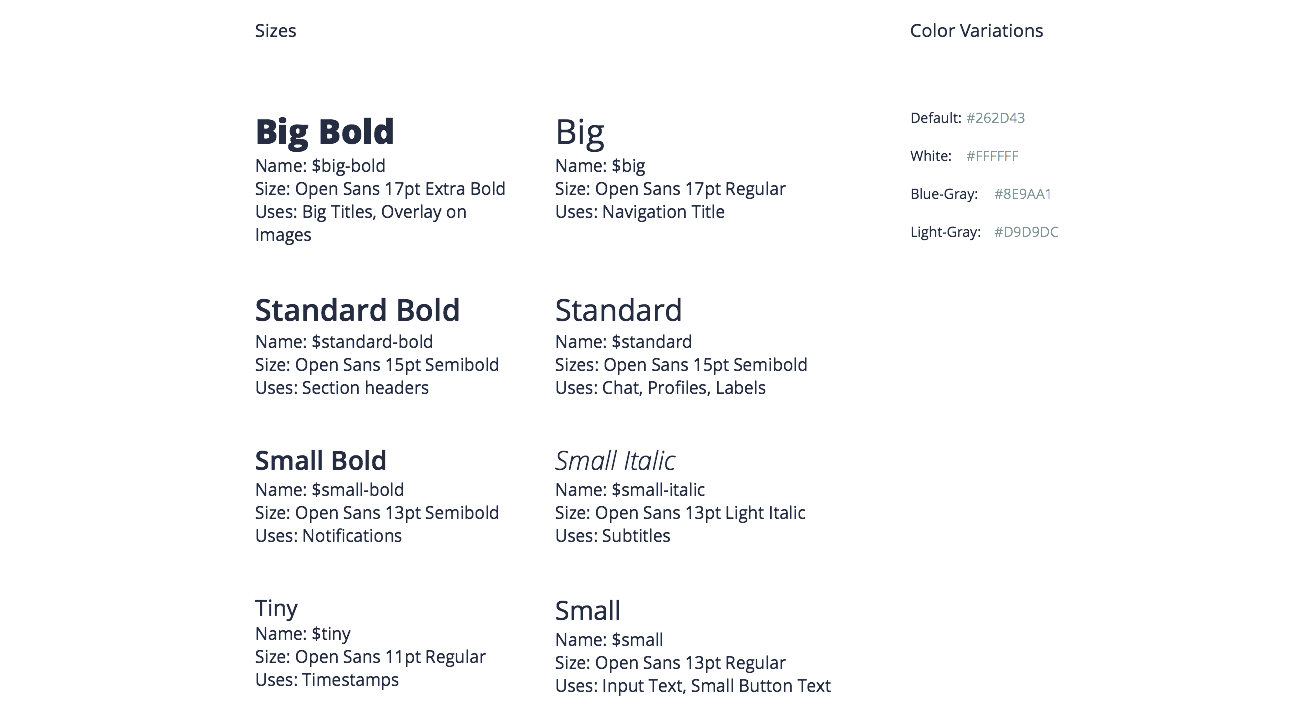 Sizes
Color Variations
Big Bold
Name: $big-bold
Size: Open Sans 17pt Extra Bold
Uses: Big Titles, Overlay on
Images
Big
Name: $big
Size: Open Sans 17pt Regular
Uses: Navigation Title
Default: #262D43
White: #FFFFFF
Blue-Gray: #8E9AA1
Light-Gray: #D9D9DC
Standard Bold
Name: $standard-bold
Size: Open Sans 15pt Semibold
Uses: Section headers
Standard
Name: $standard
Sizes: Open Sans 15pt Semibold
Uses: Chat, Profiles, Labels
Small Bold
Name: $small-bold
Size: Open Sans 13pt Semibold
Uses: Notifications
Small Italic
Name: $small-italic
Size: Open Sans 13pt Light Italic
Uses: Subtitles
Tiny
Name: $tiny
Size: Open Sans 11pt Regular
Uses: Timestamps
Small
Name: $small
Size: Open Sans 13pt Regular
Uses: Input Text, Small Button Text